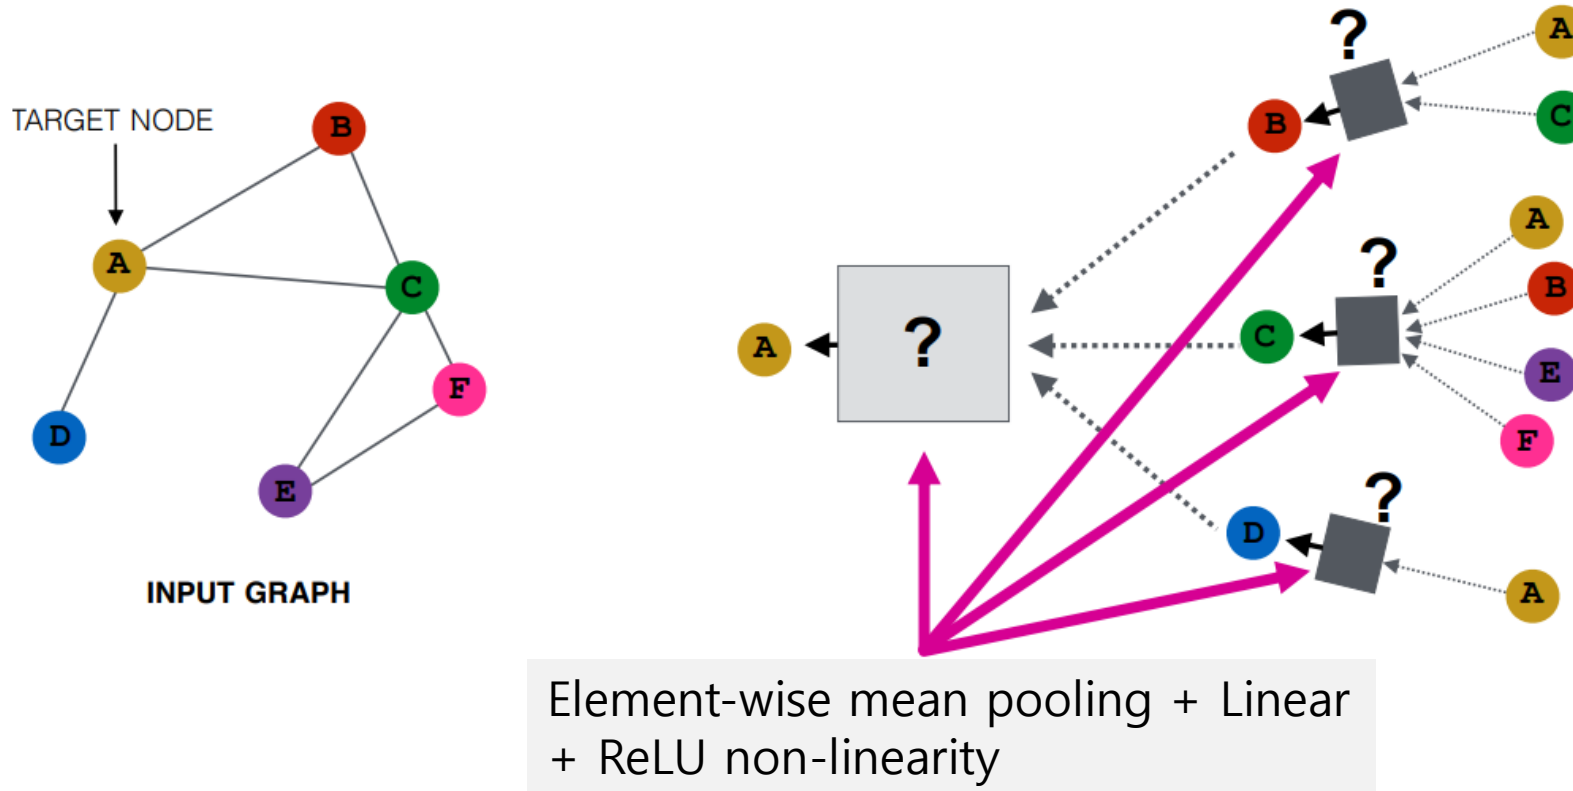 TARGET NODE
B
A
C
F
D
E
INPUT GRAPH
A
?
B
?
A
C
C
?
A
B
E
F
D
?
A
Element-wise mean pooling + Linear
+ ReLU non-linearity